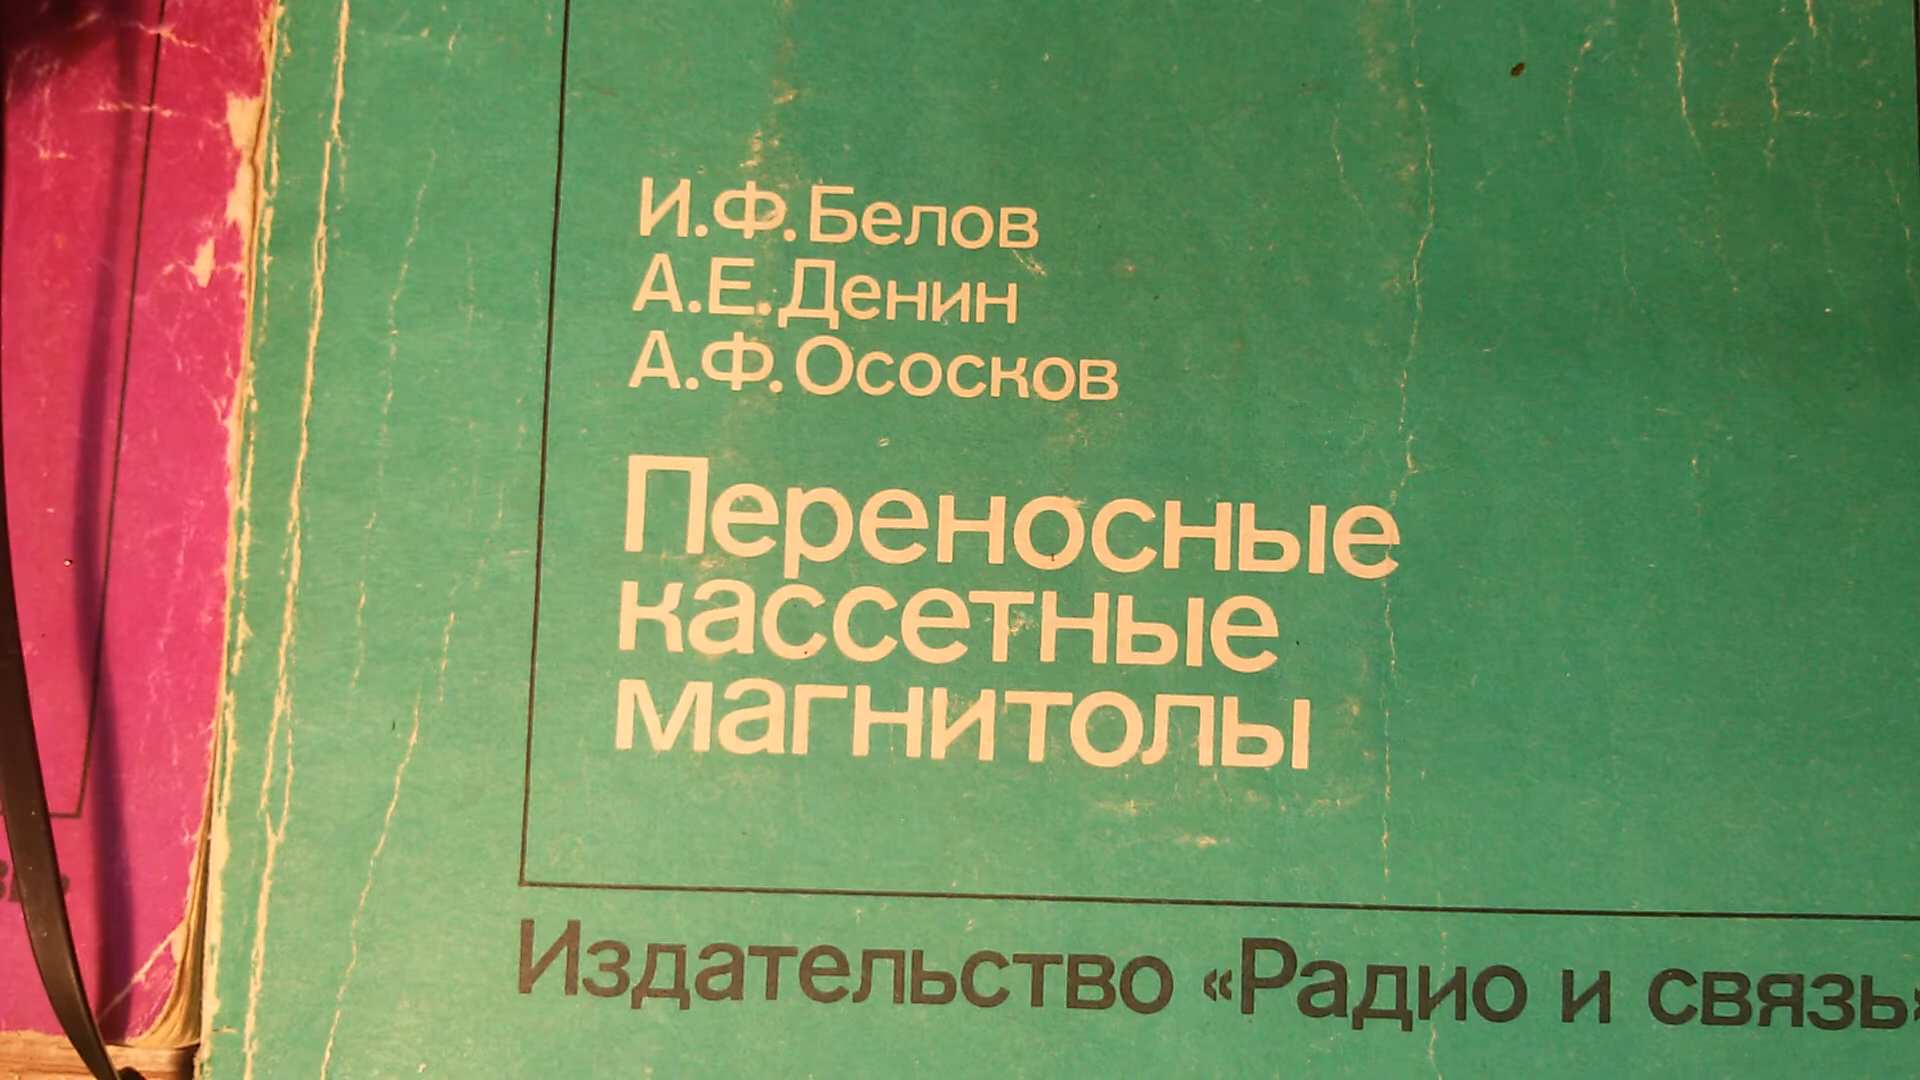 И.Ф.Белов
А.Е.Денин
А.Ф.Ососков
Переносные
кассетные
магнитолы
Издательство «Радио и связь»